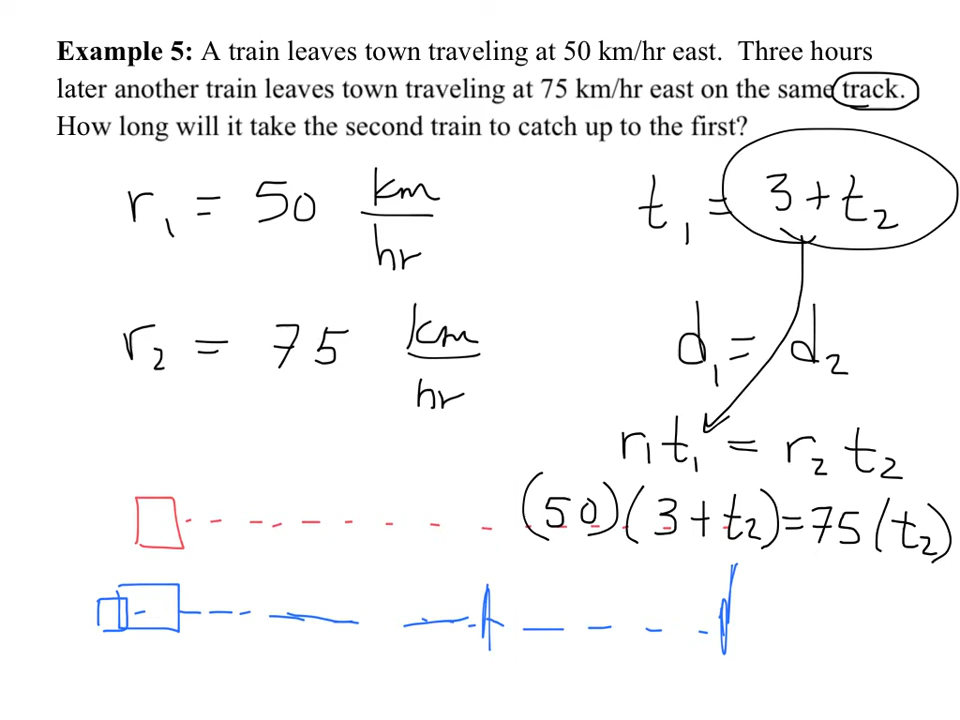 Example 5: A train leaves town traveling at 50 km/hr east. Three hours
later another train leaves town traveling at 75 km/hr east on the same track.
How long will it take the second train to catch up to the first?
r₁ = 50 km/hr
t₁ = 3 + t₂
r₂ = 75 km/hr
d₁ = d₂
r₁t₁ = r₂t₂
(50)(3+t₂)=75(t₂)